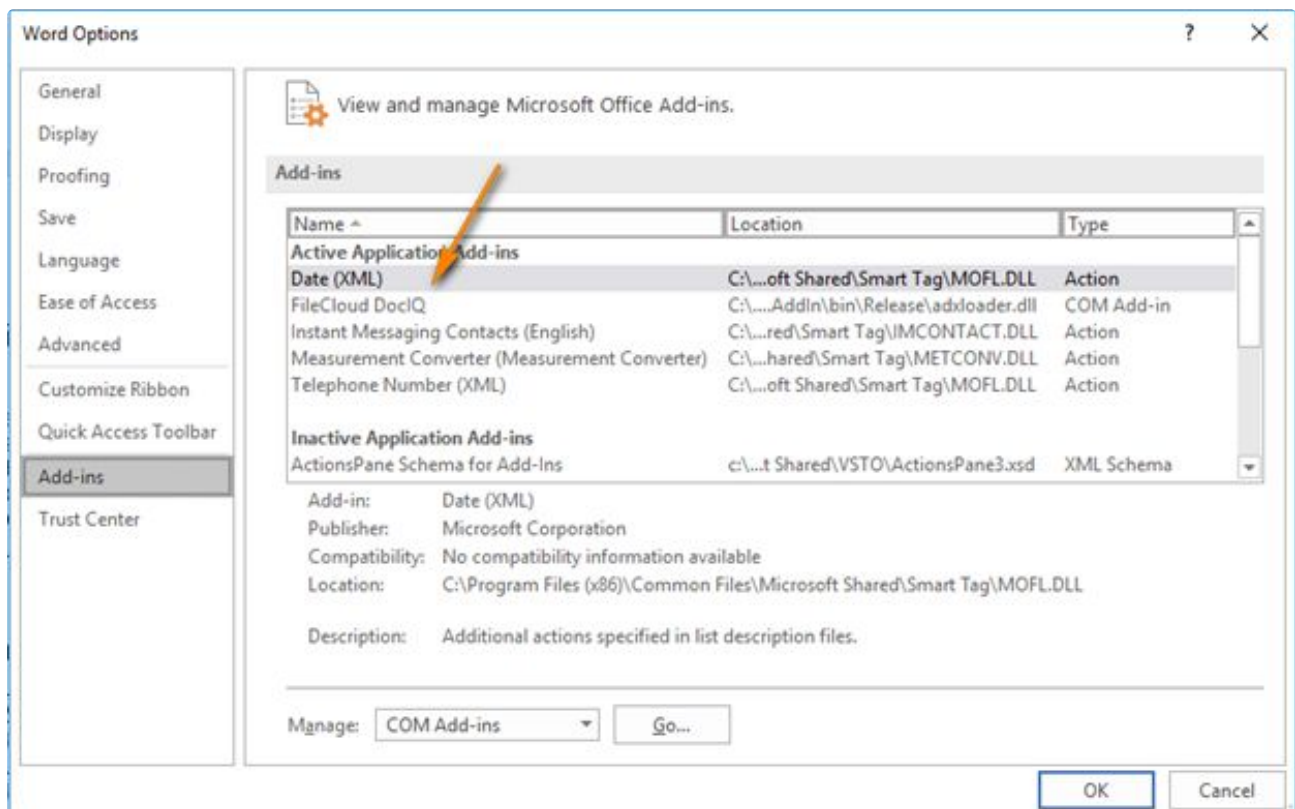 Word Options
?
General
Display
Proofing
Save
Language
Ease of Access
Advanced
Customize Ribbon
Quick Access Toolbar
Add-ins
Trust Center
View and manage Microsoft Office Add-ins.
Add-ins
Name Location Type
Active Application Add-ins
Date (XML) C:\...oft Shared\Smart Tag\MOFL.DLL Action
FileCloud DocIQ C:\....AddIn\bin\Release\adxloader.dll COM Add-in
Instant Messaging Contacts (English) C:\...red\Smart Tag\IMCONTACT.DLL Action
Measurement Converter (Measurement Converter) C:\...hared\Smart Tag\METCONV.DLL Action
Telephone Number (XML) C:\...oft Shared\Smart Tag\MOFL.DLL Action
Inactive Application Add-ins
ActionsPane Schema for Add-Ins c:\...t Shared\VSTO\ActionsPane3.xsd XML Schema
Add-in: Date (XML)
Publisher: Microsoft Corporation
Compatibility: No compatibility information available
Location: C:\Program Files (x86)\Common Files\Microsoft Shared\Smart Tag\MOFL.DLL
Description: Additional actions specified in list description files.
Manage: COM Add-ins Go...
OK Cancel